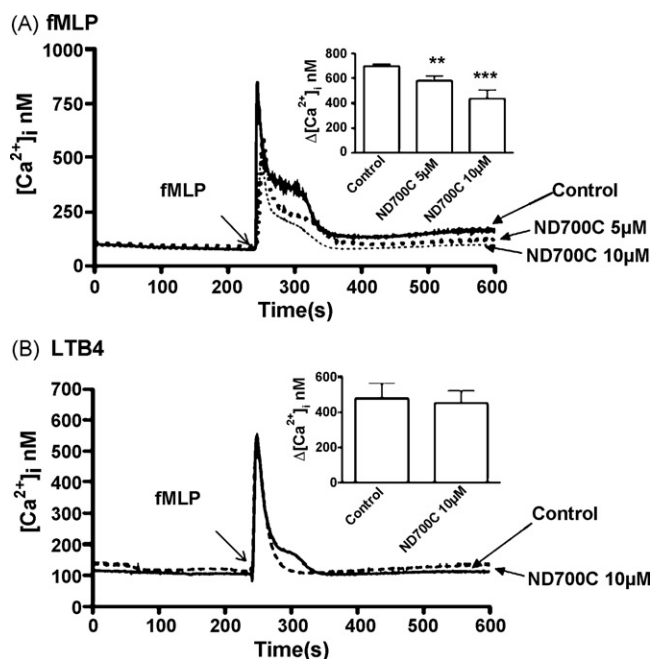 (A) fMLP
1000
750
500
250
0
[Ca2+]i nM
fMLP
0 100 200 300 400 500 600
Time(s)
800
600
400
200
0
Δ[Ca2+]i nM
** ***
Control
ND700C 5μM
ND700C 10μM
Control
ND700C 5μM
ND700C 10μM
(B) LTB4
700
600
500
400
300
200
100
0
[Ca2+]i nM
fMLP
0 100 200 300 400 500 600
Time(s)
600
400
200
0
Δ[Ca2+]i nM
Control
ND700C 10μM
Control
ND700C 10μM